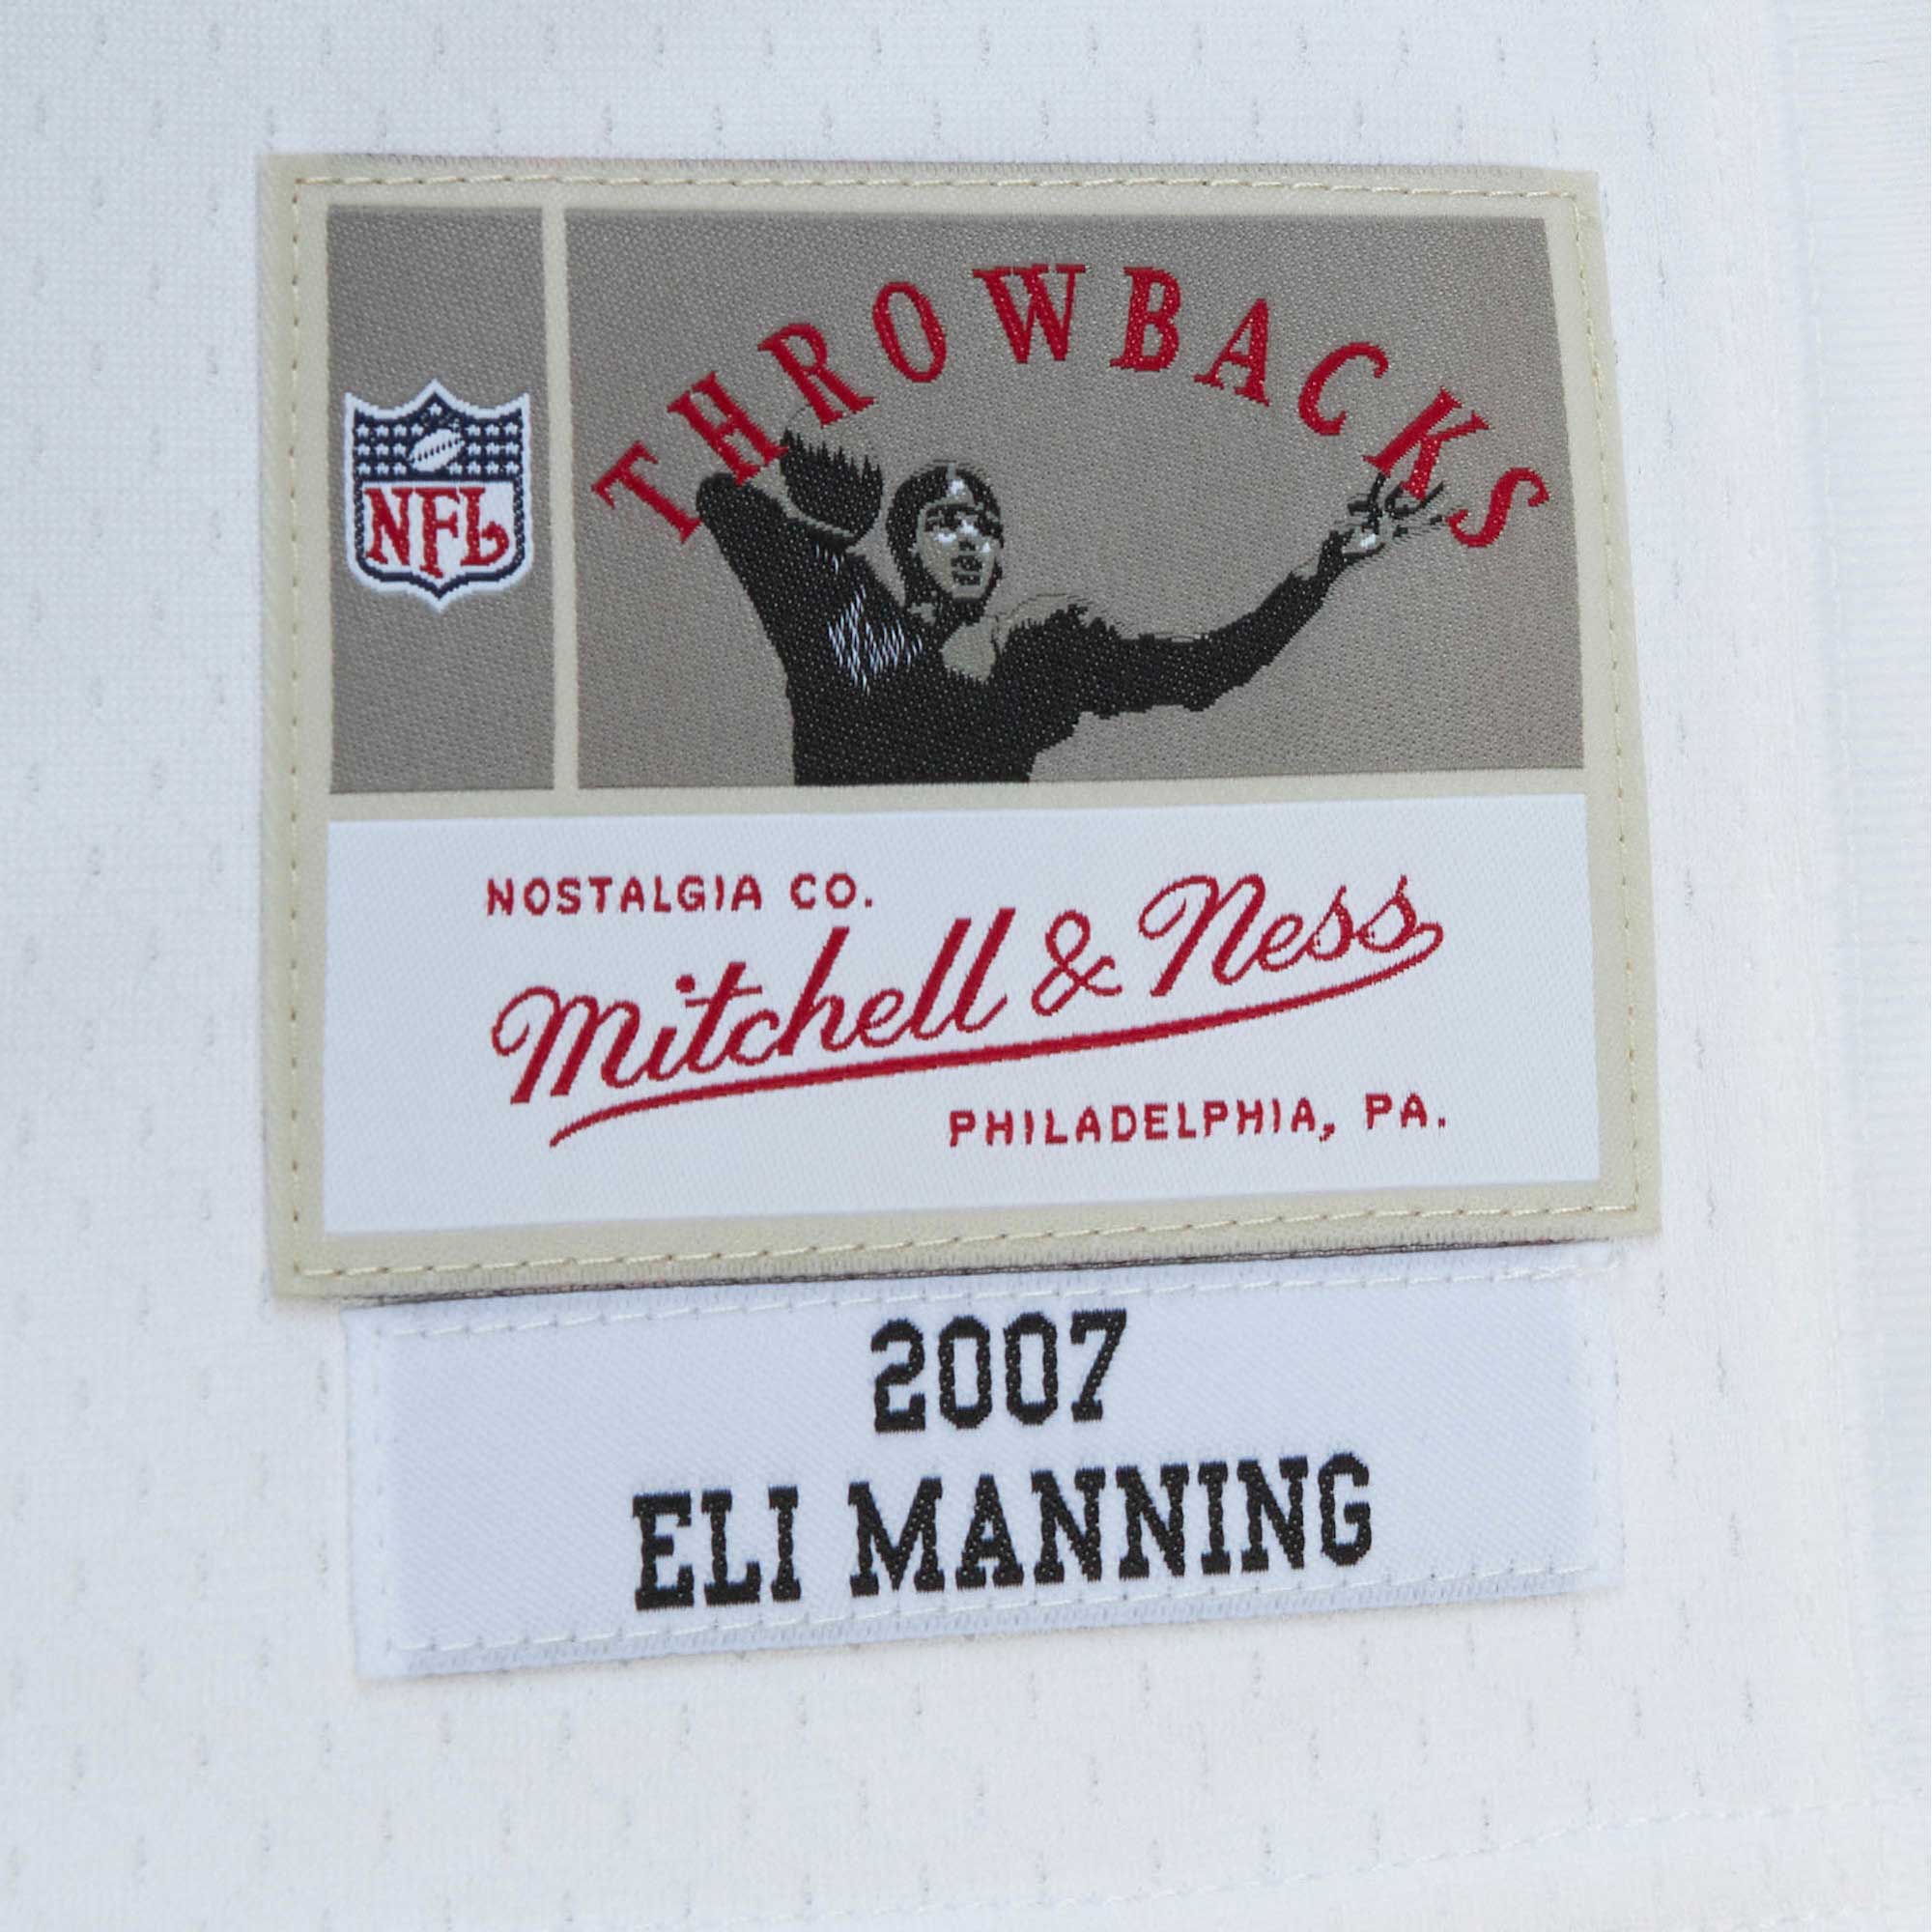 THROWBACKS
NFL
NOSTALGIA CO.
Mitchell & Ness
PHILADELPHIA, PA.
2007
ELI MANNING